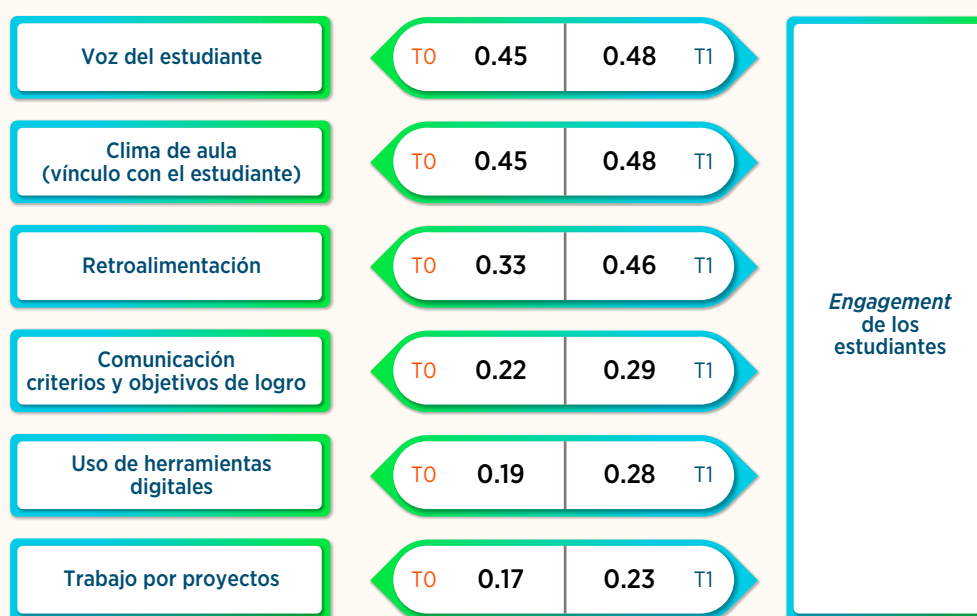 Voz del estudiante
T0 0.45 0.48 T1
Clima de aula
(vínculo con el estudiante)
T0 0.45 0.48 T1
Retroalimentación
T0 0.33 0.46 T1
Comunicación
criterios y objetivos de logro
T0 0.22 0.29 T1
Uso de herramientas
digitales
T0 0.19 0.28 T1
Trabajo por proyectos
T0 0.17 0.23 T1
Engagement
de los
estudiantes